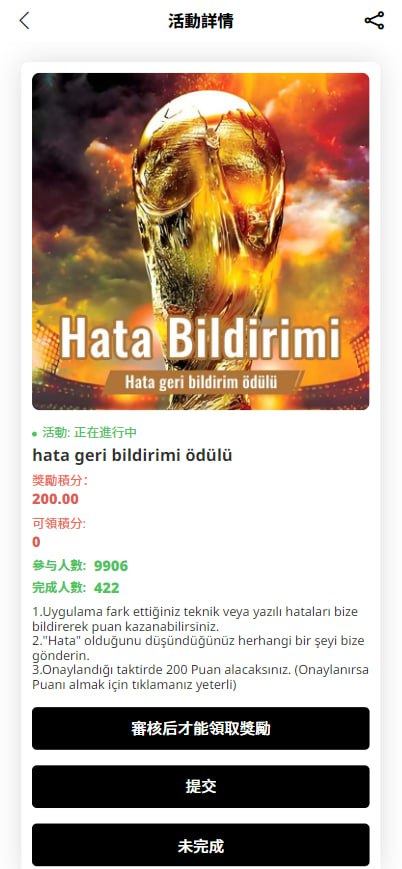 活動詳情
Hata Bildirimi
Hata geri bildirim ödülü
活動: 正在進行中
hata geri bildirimi ödülü
獎勵積分:
200.00
可領積分:
0
參与人數: 9906
完成人數: 422
1.Uygulama fark ettiğiniz teknik veya yazılı hataları bize
bildirerek puan kazanabilirsiniz.
2."Hata" olduğunu düşündüğünüz herhangi bir şeyi bize
gönderin.
3.Onaylandığı taktirde 200 Puan alacaksınız. (Onaylanırsa
Puanı almak için tıklamanız yeterli)
審核后才能領取獎勵
提交
未完成